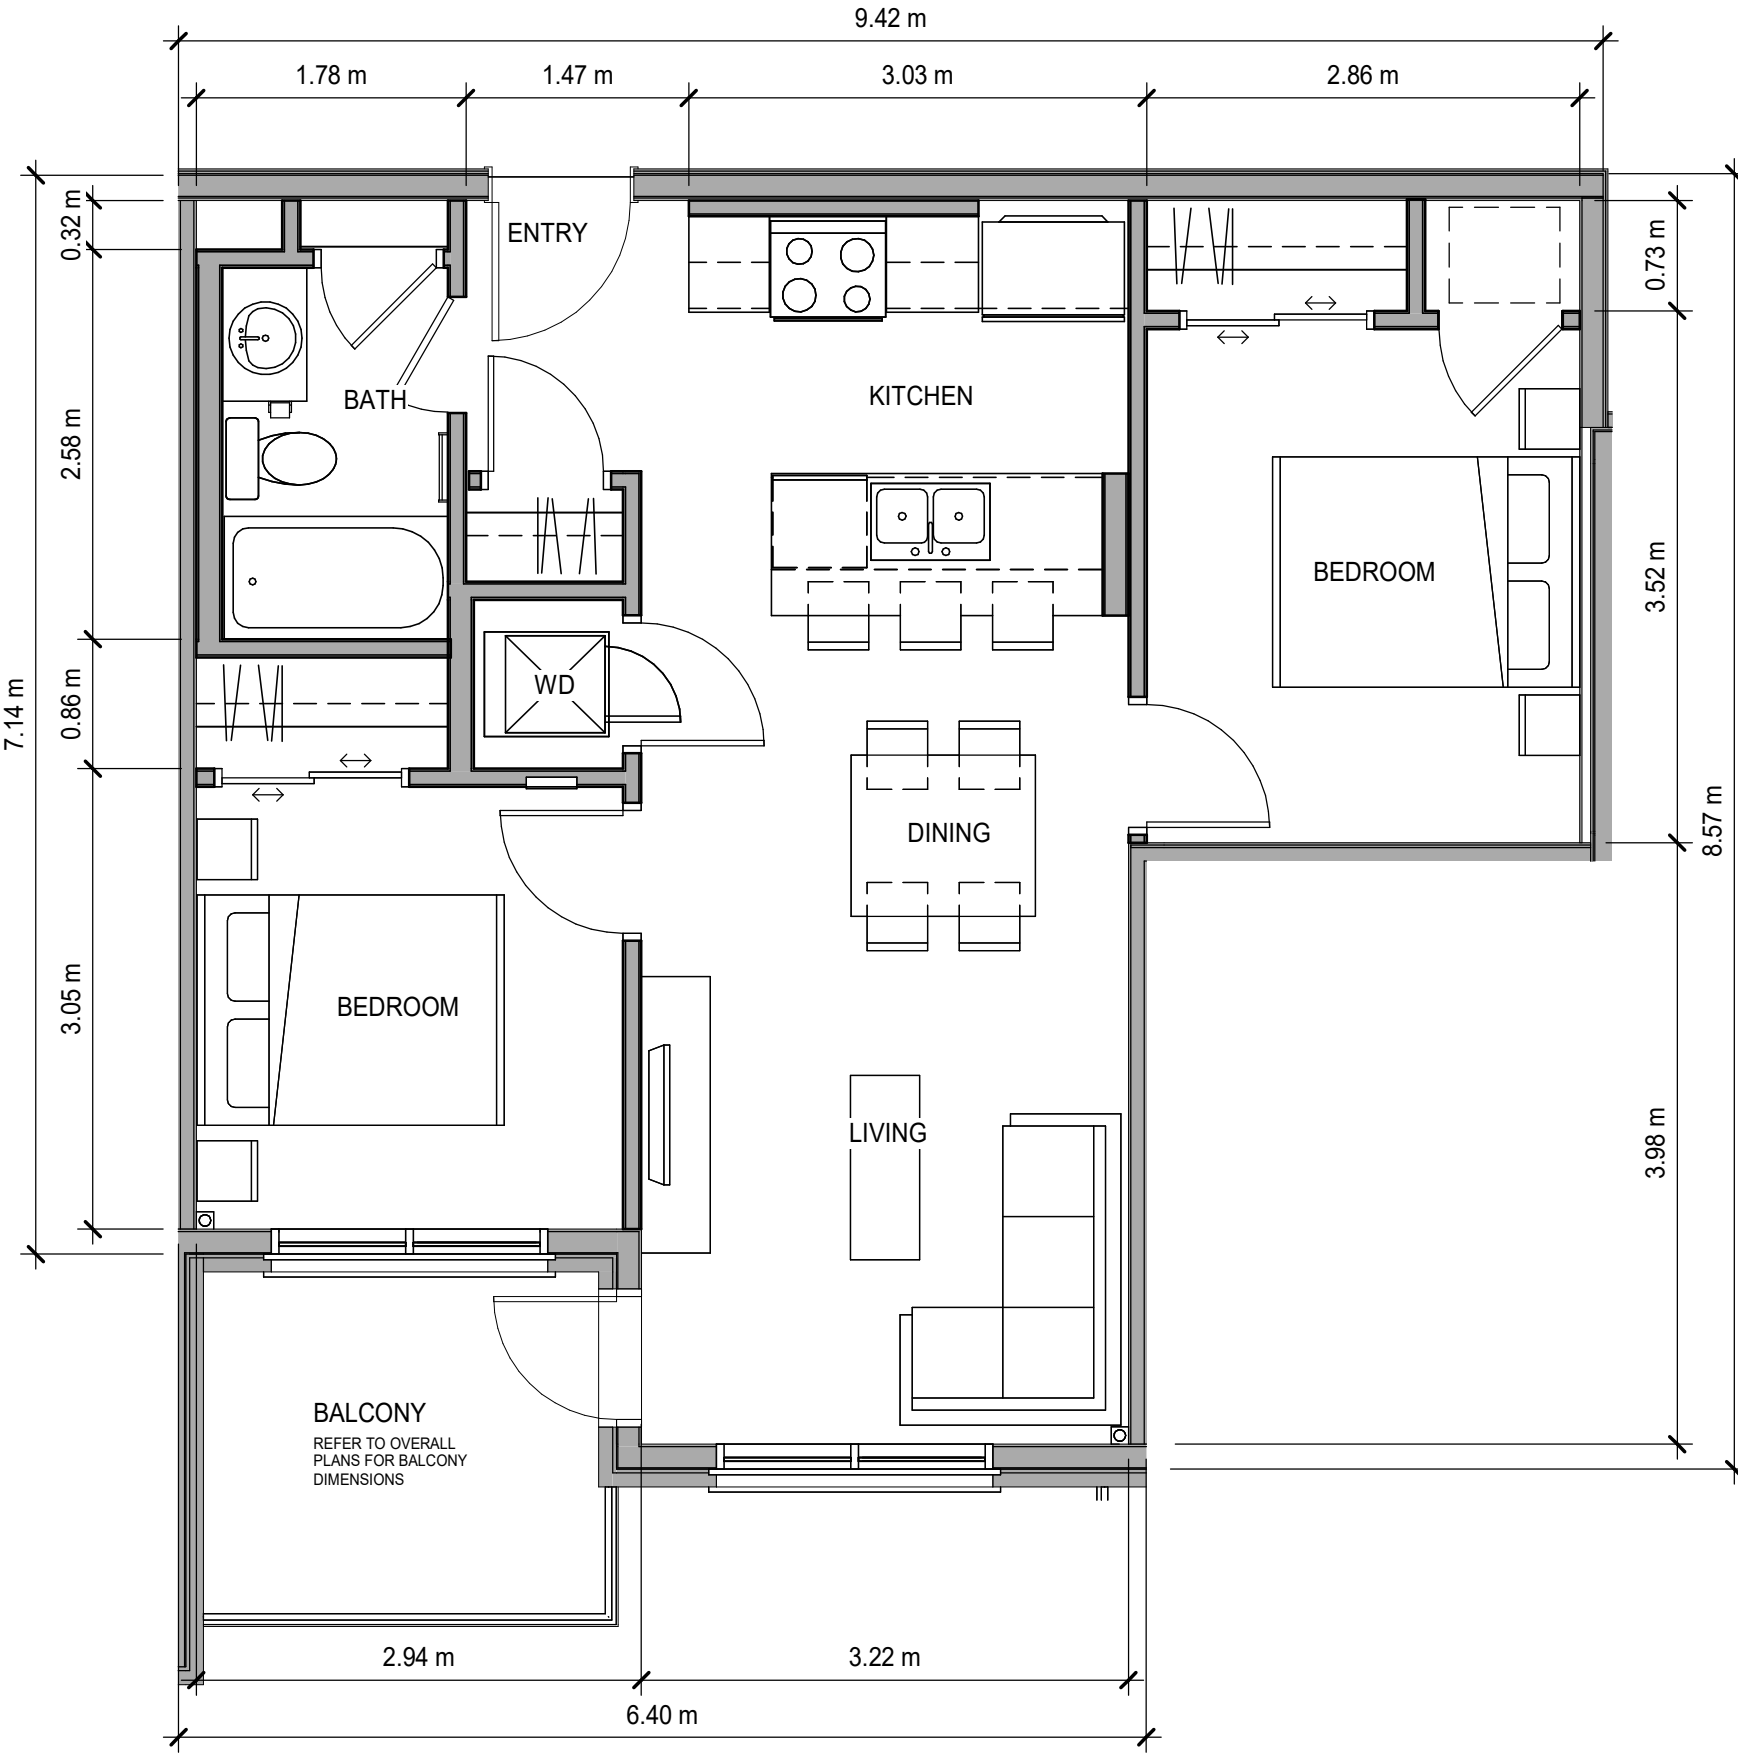 9.42 m
1.78 m
1.47 m
3.03 m
2.86 m
0.32 m
ENTRY
0.73 m
BATH
KITCHEN
2.58 m
BEDROOM
3.52 m
WD
0.86 m
7.14 m
DINING
8.57 m
3.05 m
BEDROOM
LIVING
3.98 m
BALCONY
REFER TO OVERALL
PLANS FOR BALCONY
DIMENSIONS
2.94 m
3.22 m
6.40 m